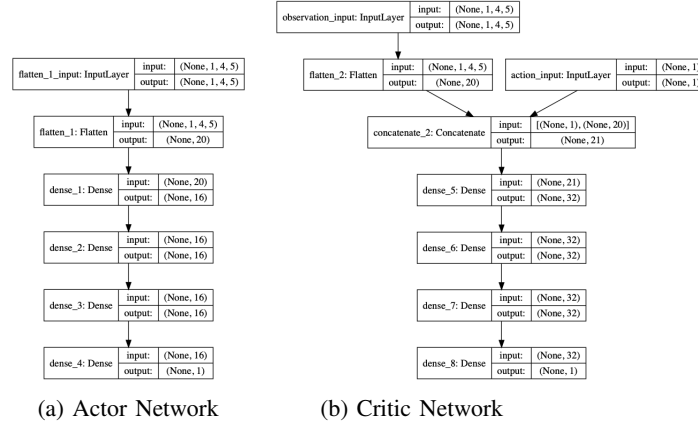 flatten_1_input: InputLayer
input: (None, 1, 4, 5)
output: (None, 1, 4, 5)
flatten_1: Flatten
input: (None, 1, 4, 5)
output: (None, 20)
dense_1: Dense
input: (None, 20)
output: (None, 16)
dense_2: Dense
input: (None, 16)
output: (None, 16)
dense_3: Dense
input: (None, 16)
output: (None, 16)
dense_4: Dense
input: (None, 16)
output: (None, 1)
(a) Actor Network
observation_input: InputLayer
input: (None, 1, 4, 5)
output: (None, 1, 4, 5)
flatten_2: Flatten
input: (None, 1, 4, 5)
output: (None, 20)
action_input: InputLayer
input: (None, 1)
output: (None, 1)
concatenate_2: Concatenate
input: [(None, 1), (None, 20)]
output: (None, 21)
dense_5: Dense
input: (None, 21)
output: (None, 32)
dense_6: Dense
input: (None, 32)
output: (None, 32)
dense_7: Dense
input: (None, 32)
output: (None, 32)
dense_8: Dense
input: (None, 32)
output: (None, 1)
(b) Critic Network